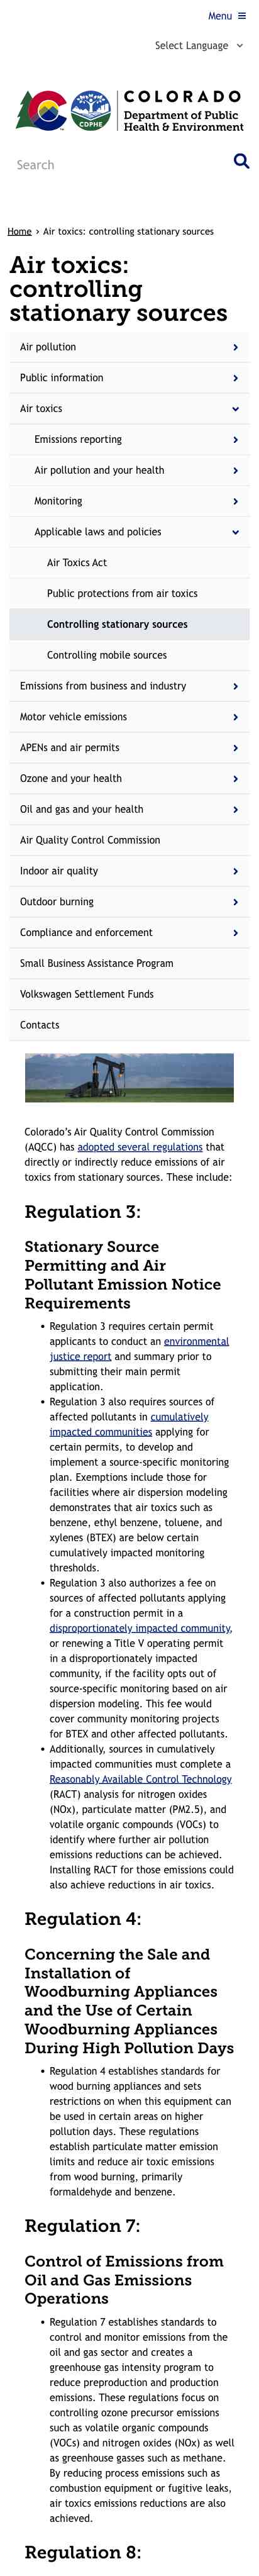 Menu
Select Language
COLORADO
Department of Public
Health & Environment
CDPHE
Search
Home › Air toxics: controlling stationary sources
Air toxics:
controlling
stationary sources
Air pollution
Public information
Air toxics
Emissions reporting
Air pollution and your health
Monitoring
Applicable laws and policies
Air Toxics Act
Public protections from air toxics
Controlling stationary sources
Controlling mobile sources
Emissions from business and industry
Motor vehicle emissions
APENs and air permits
Ozone and your health
Oil and gas and your health
Air Quality Control Commission
Indoor air quality
Outdoor burning
Compliance and enforcement
Small Business Assistance Program
Volkswagen Settlement Funds
Contacts
Colorado’s Air Quality Control Commission
(AQCC) has adopted several regulations that
directly or indirectly reduce emissions of air
toxics from stationary sources. These include:
Regulation 3:
Stationary Source
Permitting and Air
Pollutant Emission Notice
Requirements
• Regulation 3 requires certain permit
applicants to conduct an environmental
justice report and summary prior to
submitting their main permit
application.
• Regulation 3 also requires sources of
affected pollutants in cumulatively
impacted communities applying for
certain permits, to develop and
implement a source-specific monitoring
plan. Exemptions include those for
facilities where air dispersion modeling
demonstrates that air toxics such as
benzene, ethyl benzene, toluene, and
xylenes (BTEX) are below certain
cumulatively impacted monitoring
thresholds.
• Regulation 3 also authorizes a fee on
sources of affected pollutants applying
for a construction permit in a
disproportionately impacted community,
or renewing a Title V operating permit
in a disproportionately impacted
community, if the facility opts out of
source-specific monitoring based on air
dispersion modeling. This fee would
cover community monitoring projects
for BTEX and other affected pollutants.
• Additionally, sources in cumulatively
impacted communities must complete a
Reasonably Available Control Technology
(RACT) analysis for nitrogen oxides
(NOx), particulate matter (PM2.5), and
volatile organic compounds (VOCs) to
identify where further air pollution
emissions reductions can be achieved.
Installing RACT for those emissions could
also achieve reductions in air toxics.
Regulation 4:
Concerning the Sale and
Installation of
Woodburning Appliances
and the Use of Certain
Woodburning Appliances
During High Pollution Days
• Regulation 4 establishes standards for
wood burning appliances and sets
restrictions on when this equipment can
be used in certain areas on higher
pollution days. These regulations
establish particulate matter emission
limits and reduce air toxic emissions
from wood burning, primarily
formaldehyde and benzene.
Regulation 7:
Control of Emissions from
Oil and Gas Emissions
Operations
• Regulation 7 establishes standards to
control and monitor emissions from the
oil and gas sector and creates a
greenhouse gas intensity program to
reduce preproduction and production
emissions. These regulations focus on
controlling ozone precursor emissions
such as volatile organic compounds
(VOCs) and nitrogen oxides (NOx) as well
as greenhouse gasses such as methane.
By reducing process emissions such as
combustion equipment or fugitive leaks,
air toxics emissions reductions are also
achieved.
Regulation 8: